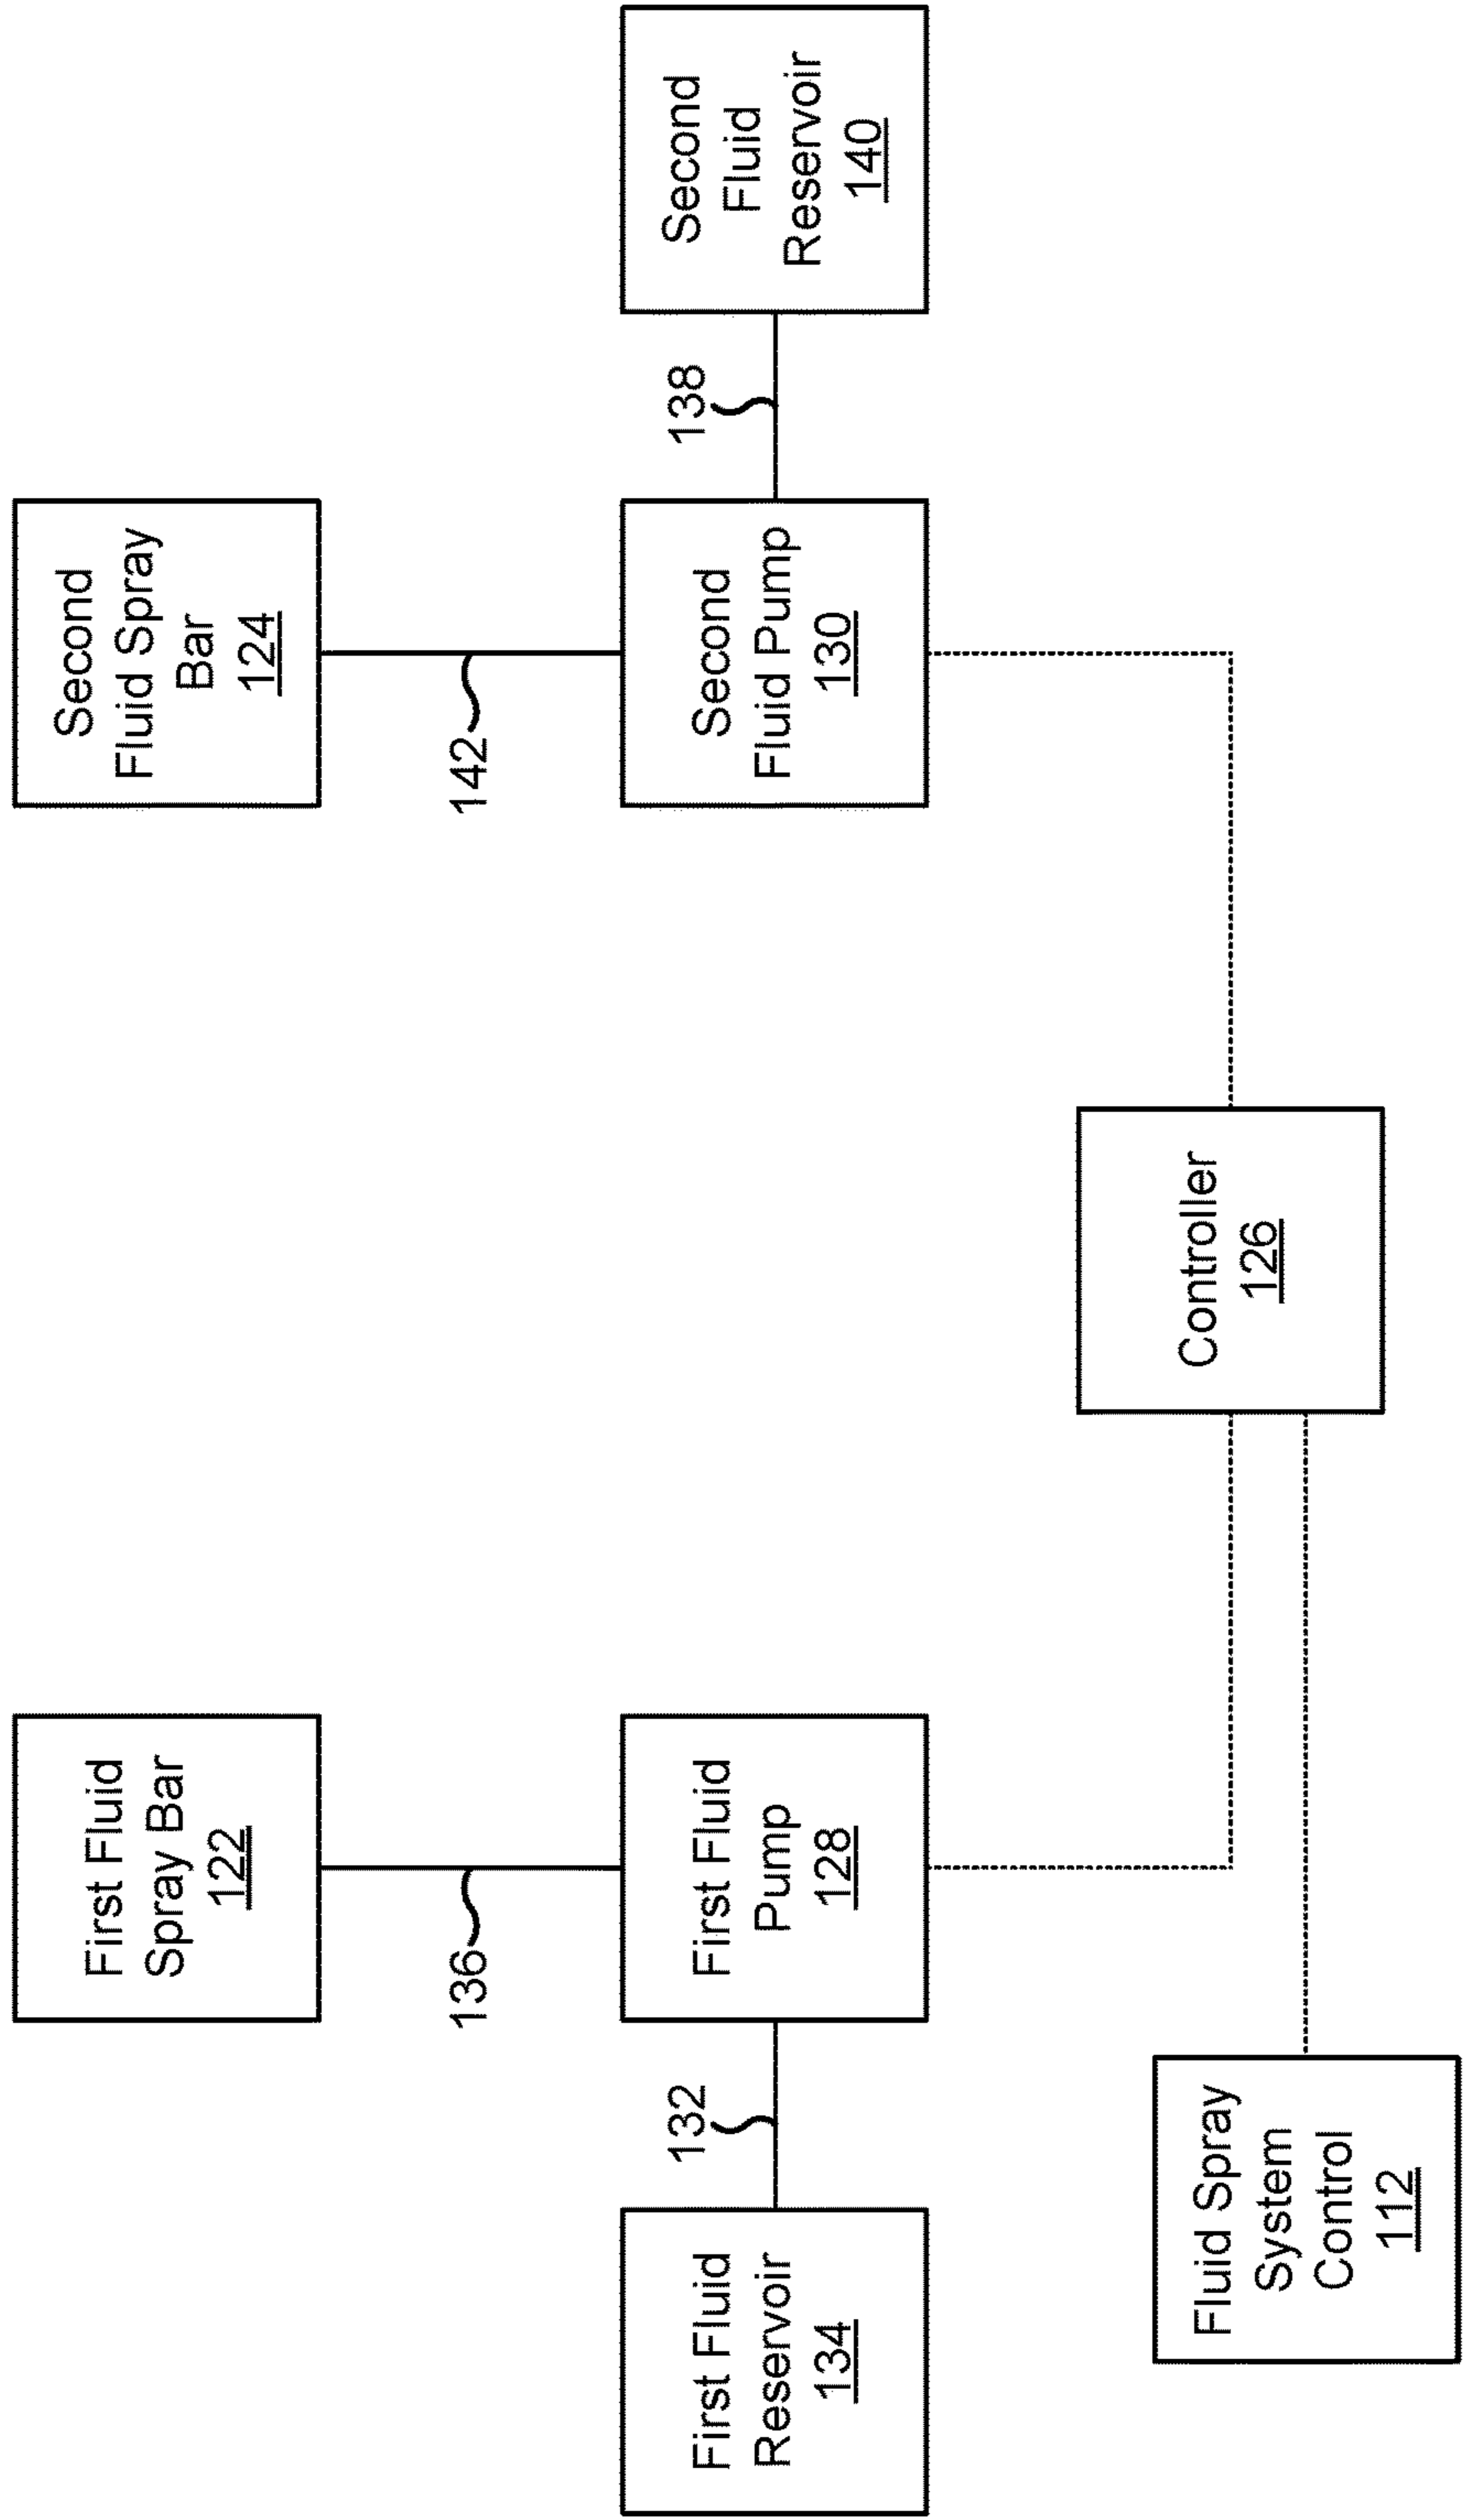 First Fluid
Spray Bar
122
Second
Fluid Spray
Bar
124
136
142
132
138
First Fluid
Reservoir
134
First Fluid
Pump
128
Second
Fluid Pump
130
Second
Fluid
Reservoir
140
Controller
126
Fluid Spray
System
Control
112